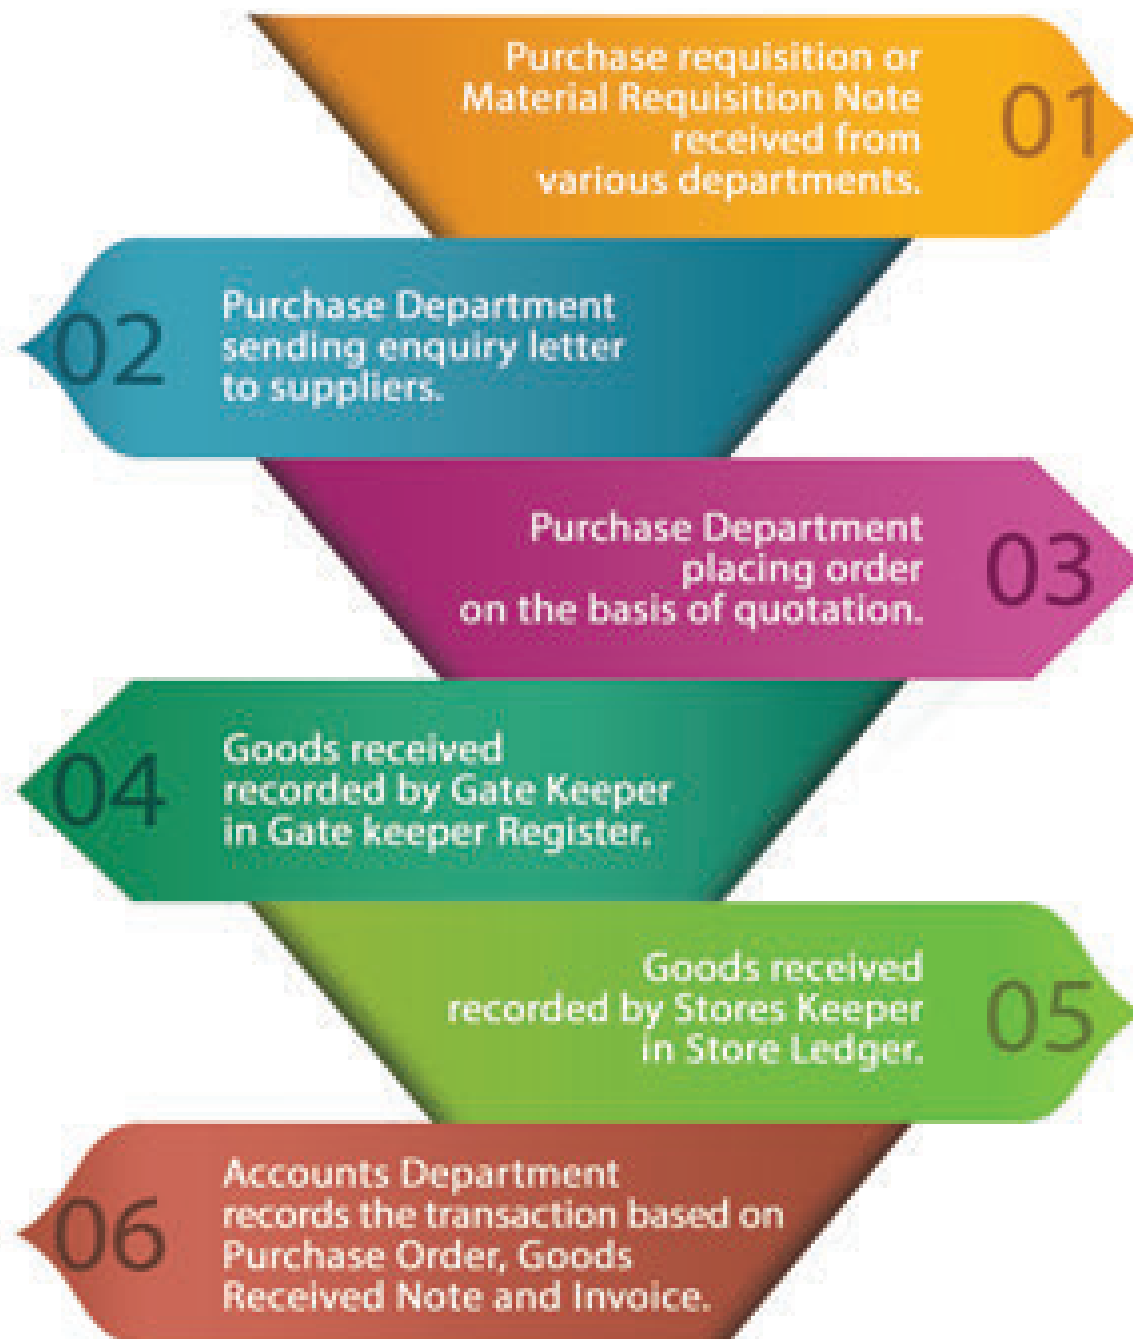 Purchase requisition or
Material Requisition Note
received from
various departments.
01
02
Purchase Department
sending enquiry letter
to suppliers.
Purchase Department
placing order
on the basis of quotation.
03
04
Goods received
recorded by Gate Keeper
in Gate keeper Register.
Goods received
recorded by Stores Keeper
in Store Ledger.
05
06
Accounts Department
records the transaction based on
Purchase Order, Goods
Received Note and Invoice.